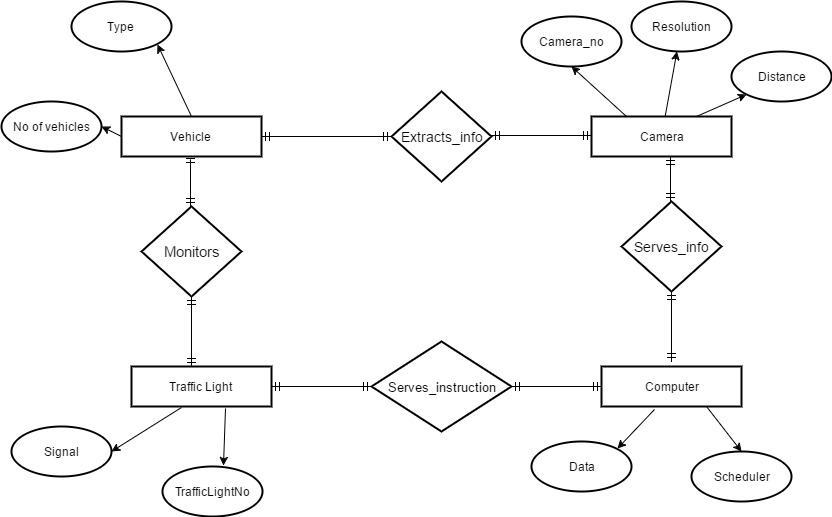 Type
Camera_no
Resolution
Distance
No of vehicles
Vehicle
Extracts_info
Camera
Monitors
Serves_info
Traffic Light
Serves_instruction
Computer
Signal
TrafficLightNo
Data
Scheduler